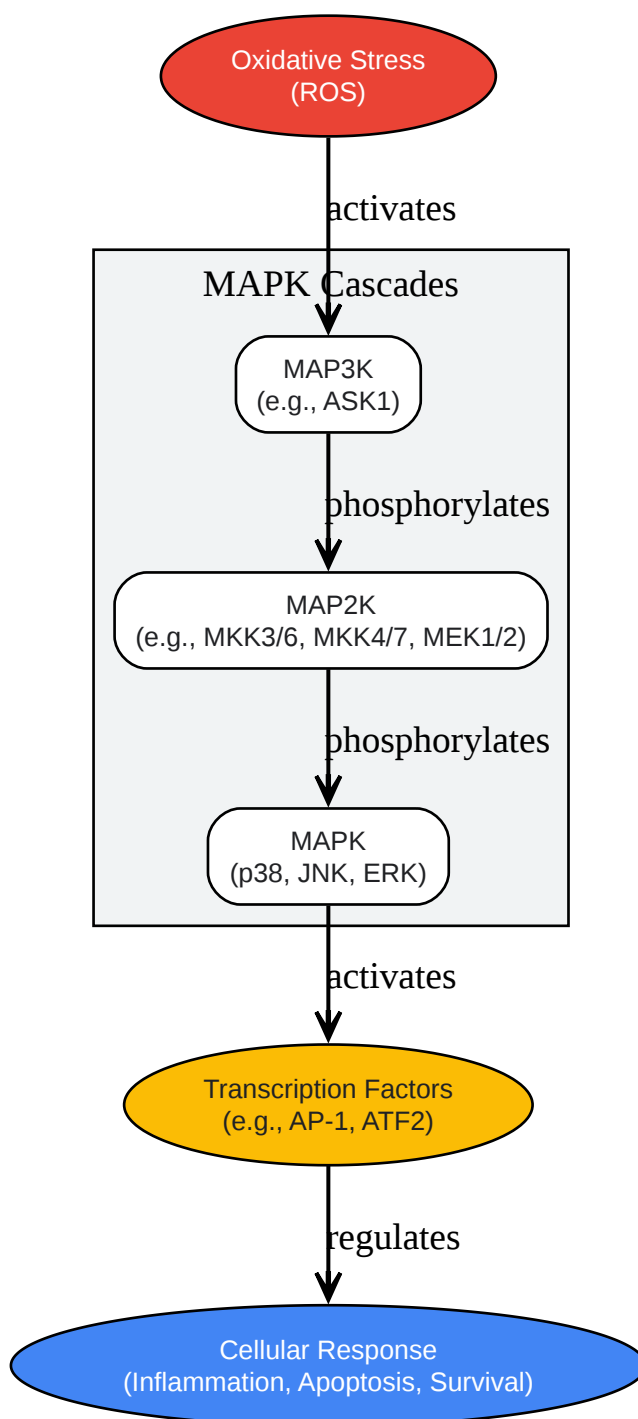 Oxidative Stress
(ROS)
activates
MAPK Cascades
MAP3K
(e.g., ASK1)
phosphorylates
MAP2K
(e.g., MKK3/6, MKK4/7, MEK1/2)
phosphorylates
MAPK
(p38, JNK, ERK)
activates
Transcription Factors
(e.g., AP-1, ATF2)
regulates
Cellular Response
(Inflammation, Apoptosis, Survival)